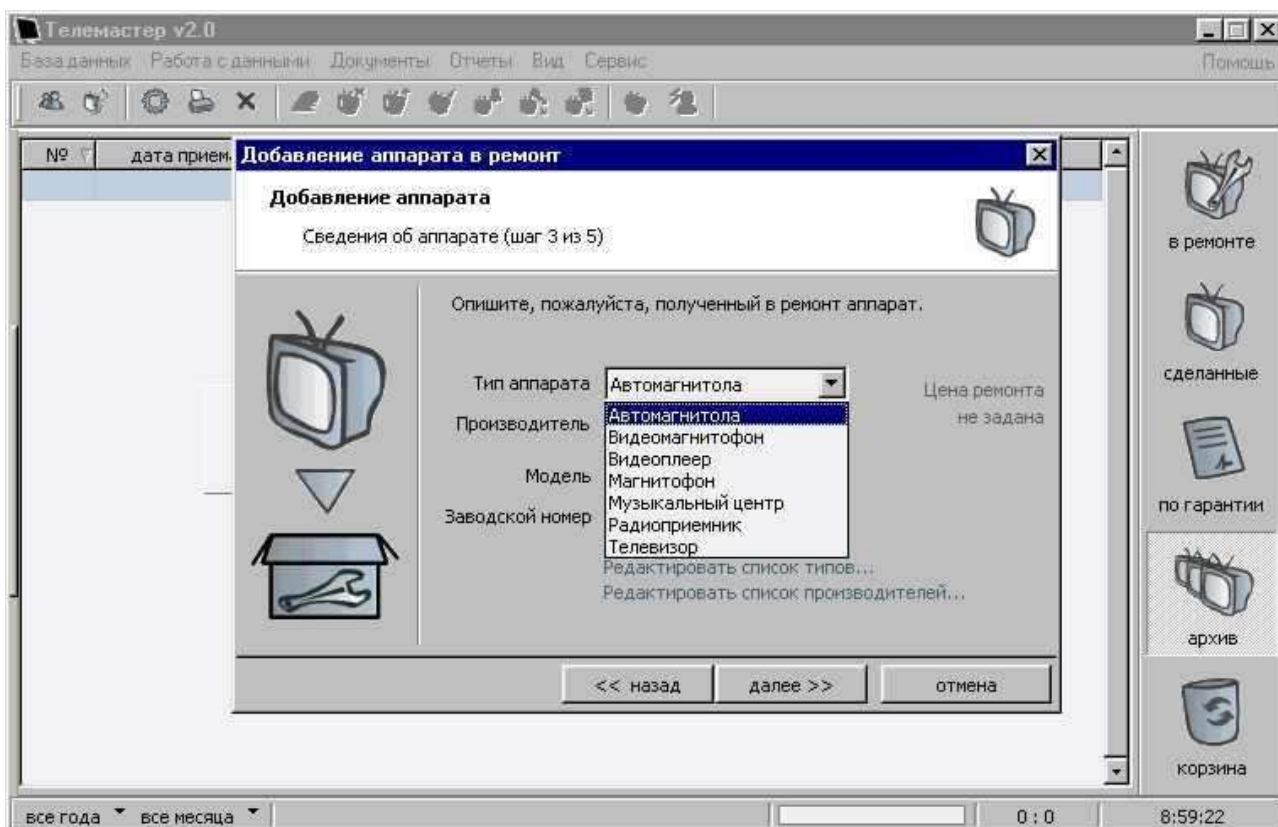 Телемастер v2.0
База данных Работа с данными Документы Отчеты Вид Сервис Помощь
№ дата прием
Добавление аппарата в ремонт
Добавление аппарата
Сведения об аппарате (шаг 3 из 5)
Опишите, пожалуйста, полученный в ремонт аппарат.
Тип аппарата Автомагнитола
Цена ремонта
не задана
Производитель
Модель
Заводской номер
Автомагнитола
Видеомагнитофон
Видеоплеер
Магнитофон
Музыкальный центр
Радиоприемник
Телевизор
Редактировать список типов...
Редактировать список производителей...
<< назад далее >> отмена
в ремонте
сделанные
по гарантии
архив
корзина
все года все месяца 0 : 0 8:59:22